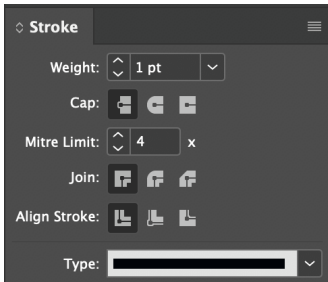 Stroke
Weight: 1 pt
Cap:
Mitre Limit: 4 x
Join:
Align Stroke:
Type: